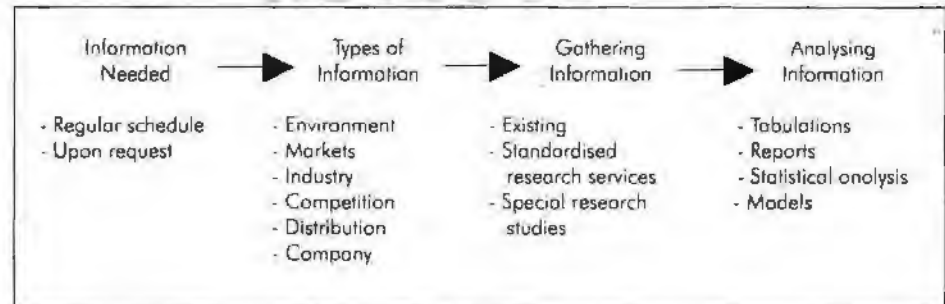 Information
Needed
- Regular schedule
- Upon request
Types of
Information
- Environment
- Markets
- Industry
- Competition
- Distribution
- Company
Gathering
Information
- Existing
- Standardised
research services
- Special research
studies
Analysing
Information
- Tabulations
- Reports
- Statistical analysis
- Models